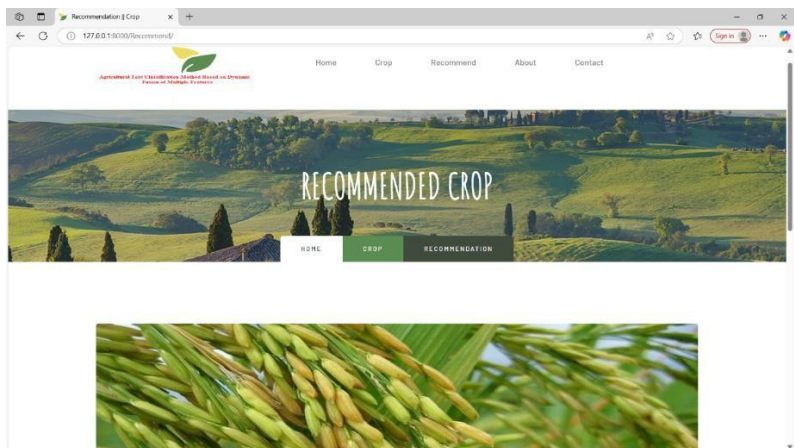 Recommendation || Crop
127.0.0.1:8000/Recommend/
Sign in
Home Crop Recommend About Contact
Agricultural Text Classification Method Based on Dynamic
Fusion of Multiple Features
RECOMMENDED CROP
HOME CROP RECOMMENDATION